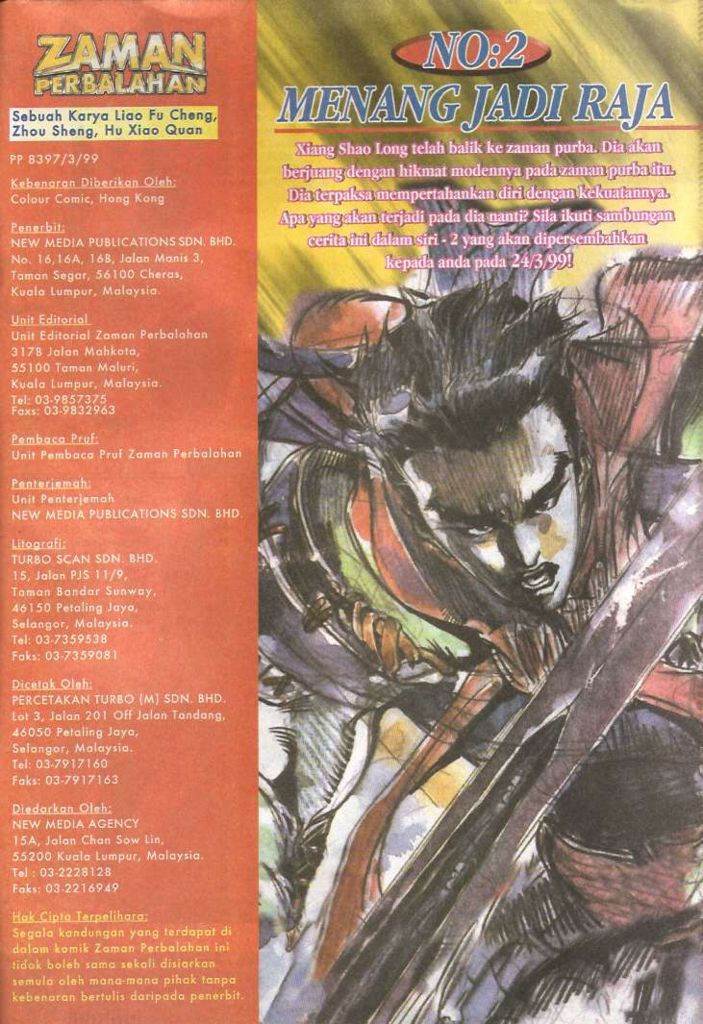 ZAMAN
PERBALAHAN
Sebuah Karya Liao Fu Cheng,
Zhou Sheng, Hu Xiao Quan
PP 8397/3/99
Kebenaran Diberikan Oleh:
Colour Comic, Hong Kong
Penerbit:
NEW MEDIA PUBLICATIONS SDN. BHD.
No. 16,16A, 16B, Jalan Manis 3,
Taman Segar, 56100 Cheras,
Kuala Lumpur, Malaysia.
Unit Editorial
Unit Editorial Zaman Perbalahan
317B Jalan Mahkota,
55100 Taman Maluri,
Kuala Lumpur, Malaysia.
Tel: 03-9857375
Faxs: 03-9832963
Pembaca Pruf:
Unit Pembaca Pruf Zaman Perbalahan
Penterjemah:
Unit Penterjemah
NEW MEDIA PUBLICATIONS SDN. BHD.
Litografi:
TURBO SCAN SDN. BHD.
15, Jalan PJS 11/9,
Taman Bandar Sunway,
46150 Petaling Jaya,
Selangor, Malaysia.
Tel: 03-7359538
Faks: 03-7359081
Dicetak Oleh:
PERCETAKAN TURBO (M) SDN. BHD.
Lot 3, Jalan 201 Off Jalan Tandang,
46050 Petaling Jaya,
Selangor, Malaysia.
Tel: 03-7917160
Faks: 03-7917163
Diedarkan Oleh:
NEW MEDIA AGENCY
15A, Jalan Chan Sow Lin,
55200 Kuala Lumpur, Malaysia.
Tel : 03-2228128
Faks: 03-2216949
Hak Cipta Terpelihara:
Segala kandungan yang terdapat di
dalam komik Zaman Perbalahan ini
tidak boleh sama sekali disiarkan
semula oleh mana-mana pihak tanpa
kebenaran bertulis daripada penerbit.
NO:2
MENANG JADI RAJA
Xiang Shao Long telah balik ke zaman purba. Dia akan
berjuang dengan hikmat modennya pada zaman purba itu.
Dia terpaksa mempertahankan diri dengan kekuatannya.
Apa yang akan terjadi pada dia nanti? Sila ikuti sambungan
cerita ini dalam siri - 2 yang akan dipersembahkan
kepada anda pada 24/3/99!